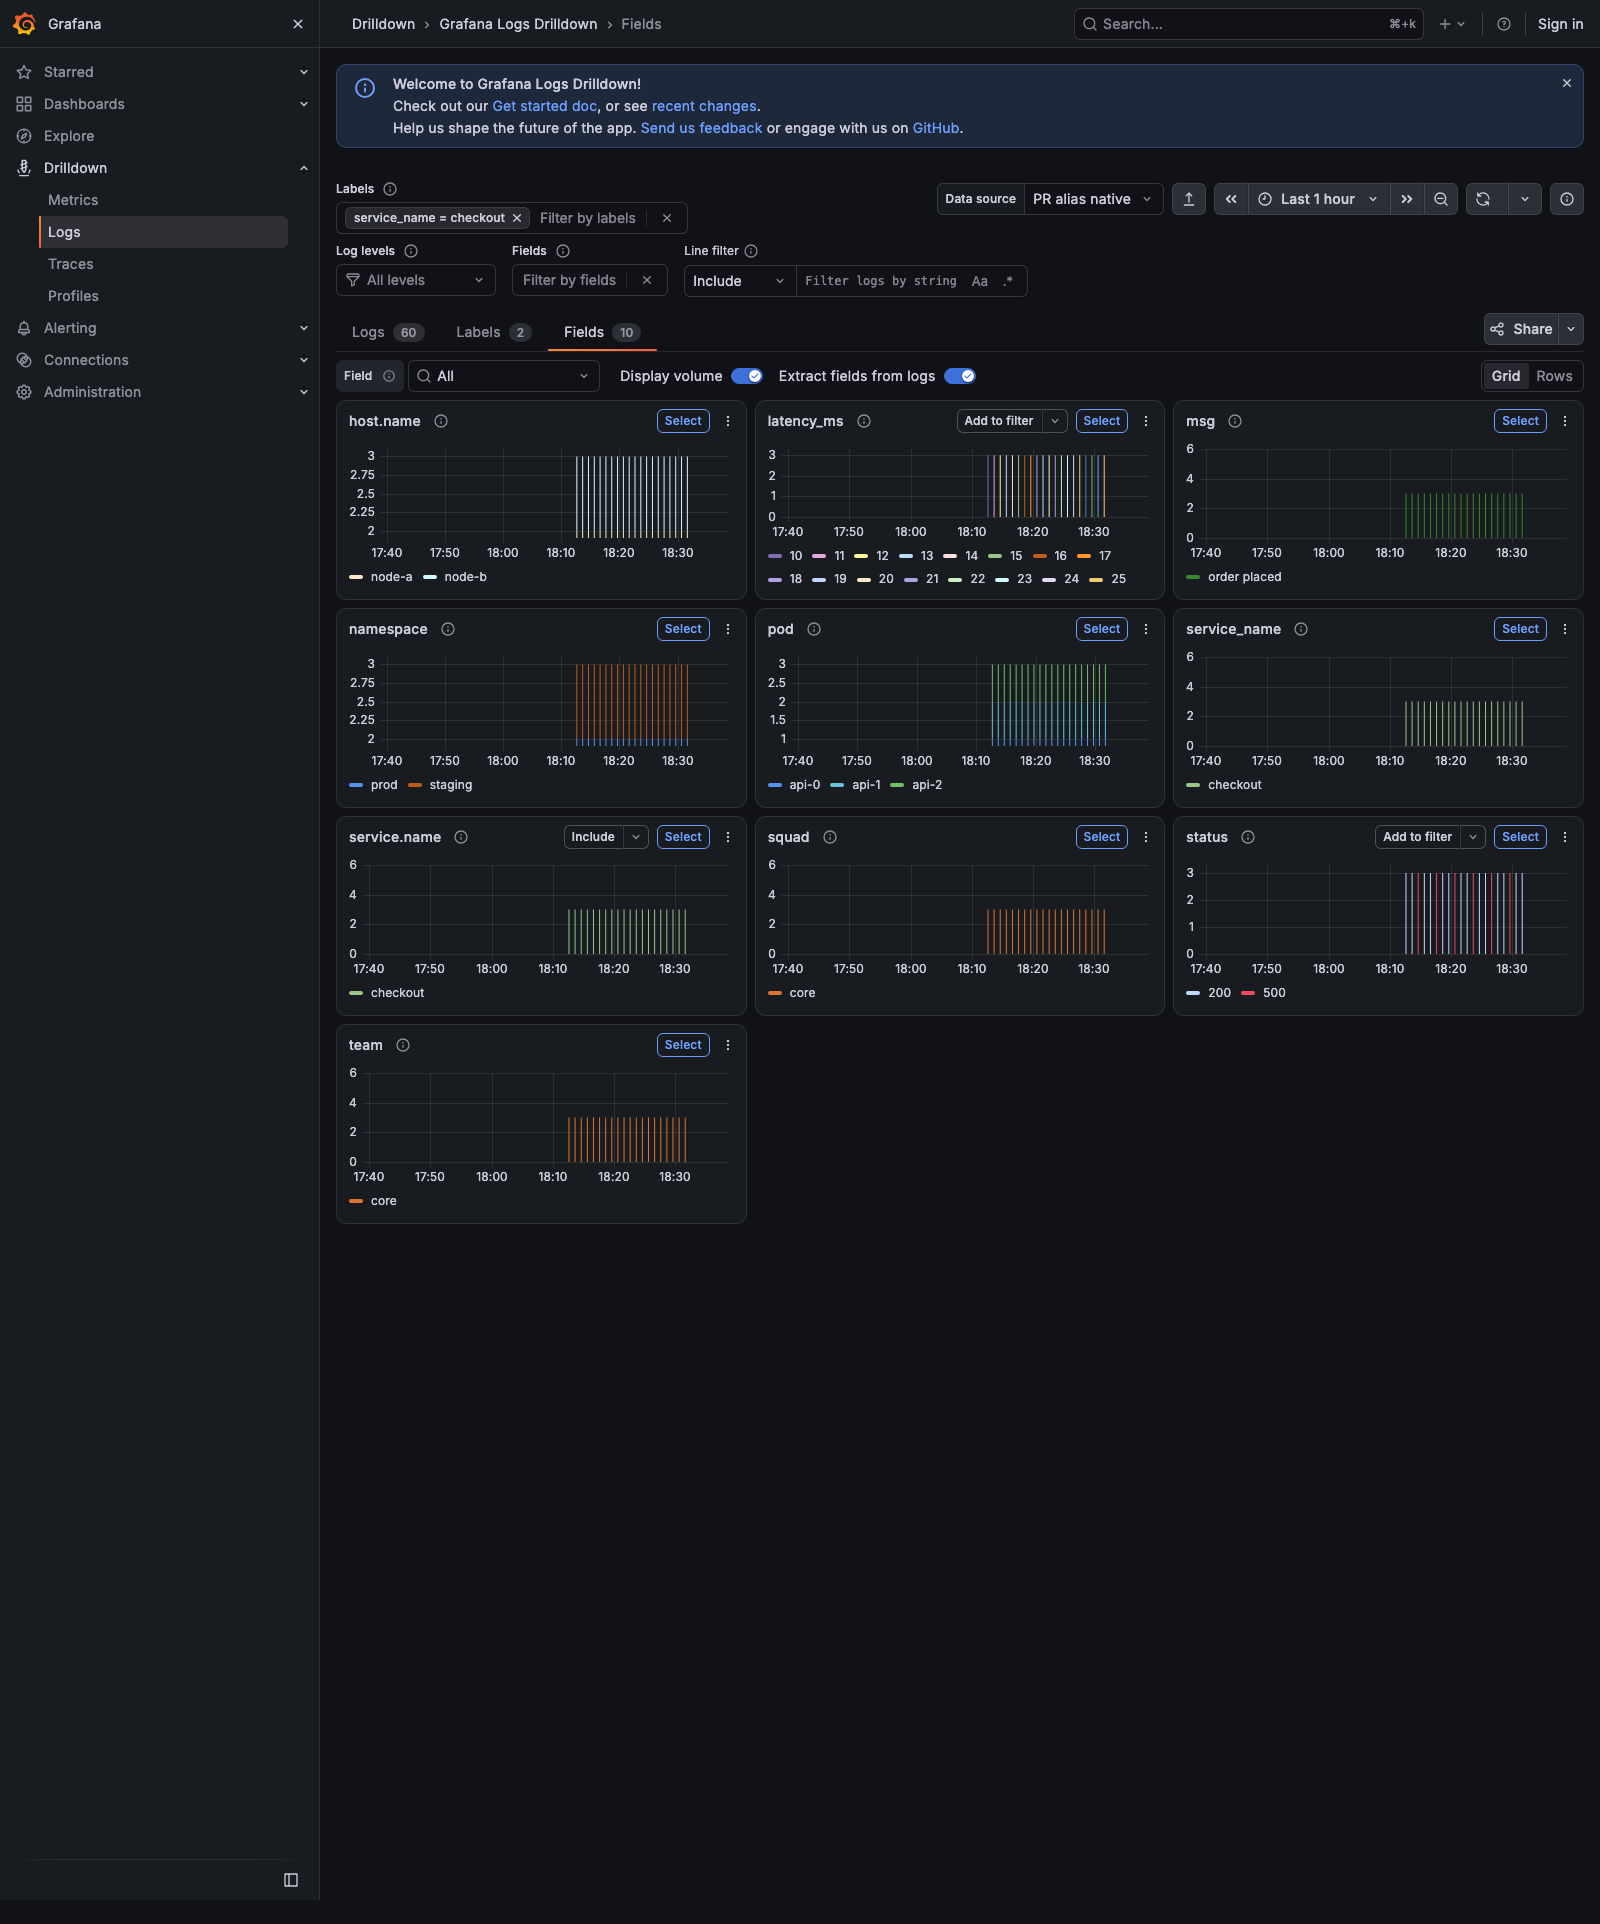 Grafana
Drilldown › Grafana Logs Drilldown › Fields
Search... ⌘+k
Sign in
Starred
Dashboards
Explore
Drilldown
Metrics
Logs
Traces
Profiles
Alerting
Connections
Administration
Welcome to Grafana Logs Drilldown!
Check out our Get started doc, or see recent changes.
Help us shape the future of the app. Send us feedback or engage with us on GitHub.
Labels
service_name = checkout Filter by labels
Data source PR alias native
Last 1 hour
Log levels
All levels
Fields
Filter by fields
Line filter
Include Filter logs by string Aa .*
Logs 60 Labels 2 Fields 10
Share
Field All Display volume Extract fields from logs
Grid Rows
host.name Select
3
2.75
2.5
2.25
2
17:40 17:50 18:00 18:10 18:20 18:30
node-a node-b
latency_ms Add to filter Select
3
2
1
0
17:40 17:50 18:00 18:10 18:20 18:30
10 11 12 13 14 15 16 17
18 19 20 21 22 23 24 25
msg Select
6
4
2
0
17:40 17:50 18:00 18:10 18:20 18:30
order placed
namespace Select
3
2.75
2.5
2.25
2
17:40 17:50 18:00 18:10 18:20 18:30
prod staging
pod Select
3
2.5
2
1.5
1
17:40 17:50 18:00 18:10 18:20 18:30
api-0 api-1 api-2
service_name Select
6
4
2
0
17:40 17:50 18:00 18:10 18:20 18:30
checkout
service.name Include Select
6
4
2
0
17:40 17:50 18:00 18:10 18:20 18:30
checkout
squad Select
6
4
2
0
17:40 17:50 18:00 18:10 18:20 18:30
core
status Add to filter Select
3
2
1
0
17:40 17:50 18:00 18:10 18:20 18:30
200 500
team Select
6
4
2
0
17:40 17:50 18:00 18:10 18:20 18:30
core